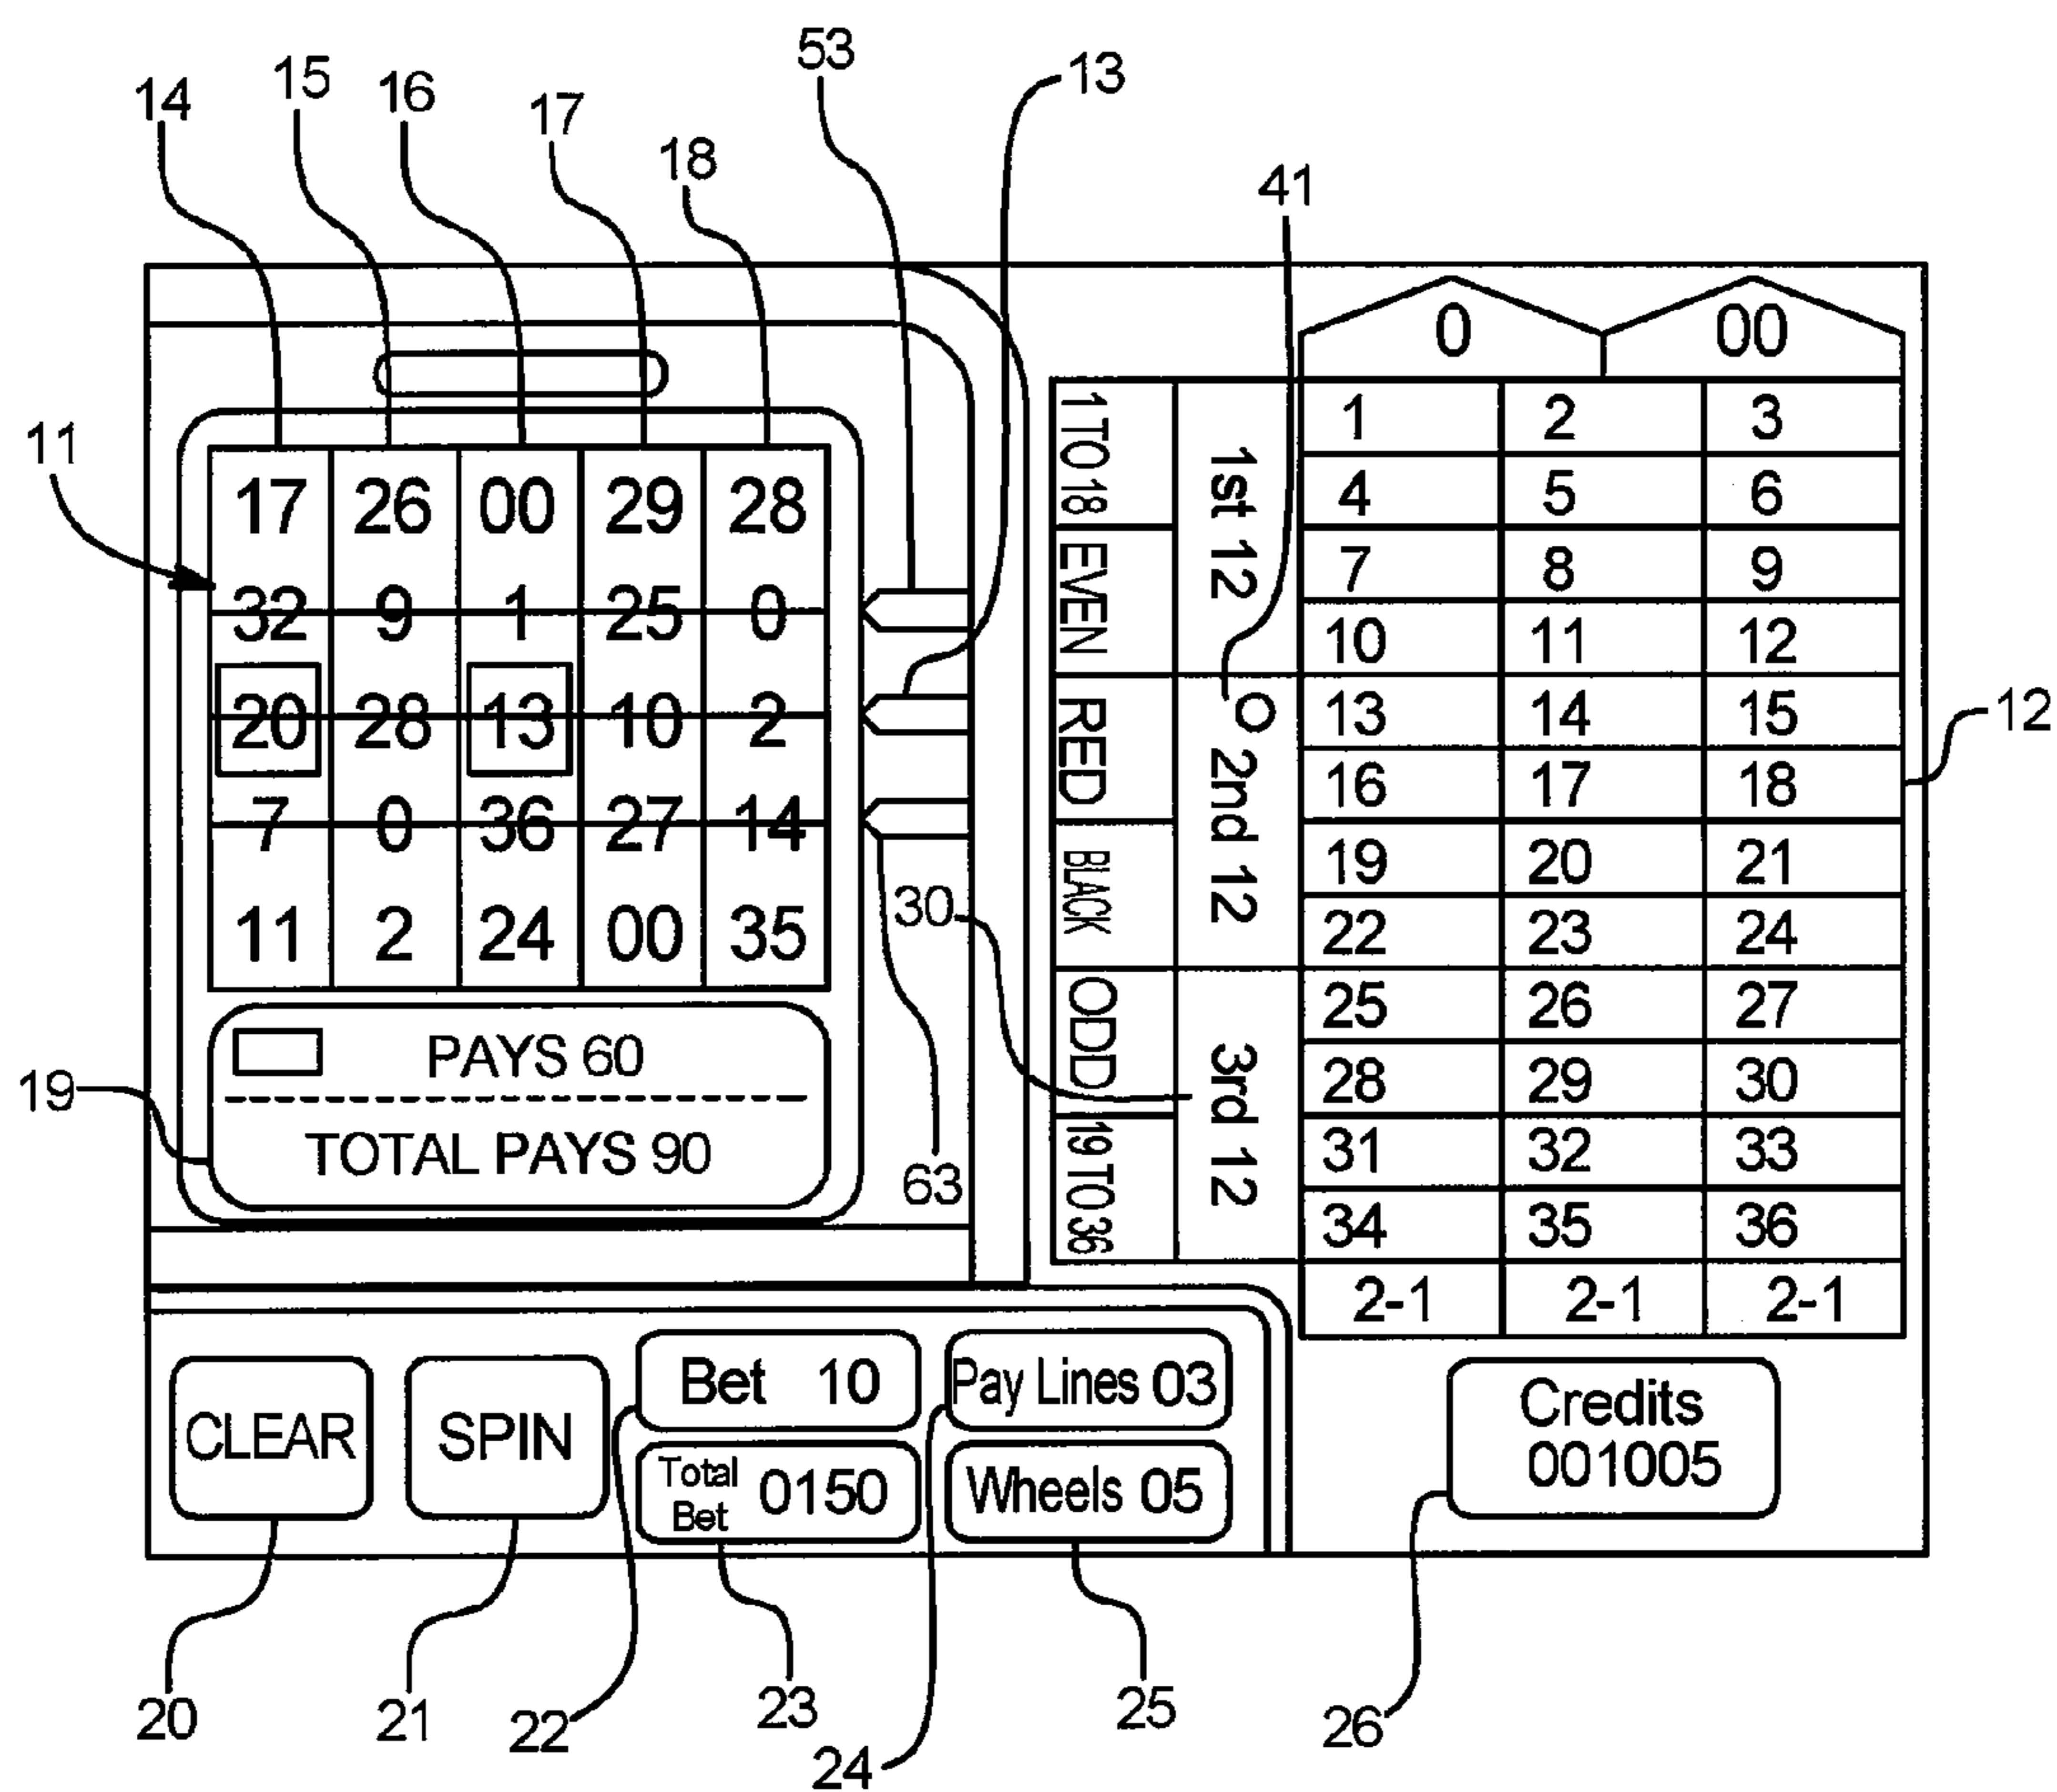 53
13
15
16
14
17
18
41
11
17 26 00 29 28
32 9 1 25 0
20 28 13 10 2
7 0 36 27 14
11 2 24 00 35
PAYS 60
TOTAL PAYS 90
19
30
63
0 00
1 2 3
4 5 6
7 8 9
10 11 12
13 14 15
16 17 18
19 20 21
22 23 24
25 26 27
28 29 30
31 32 33
34 35 36
2-1 2-1 2-1
1st 12
2nd 12
3rd 12
1 TO 18
EVEN
RED
BLACK
ODD
19 TO 36
12
CLEAR
SPIN
Bet 10
Total Bet 0150
Pay Lines 03
Wheels 05
Credits
001005
20
21
22
23
24
25
26